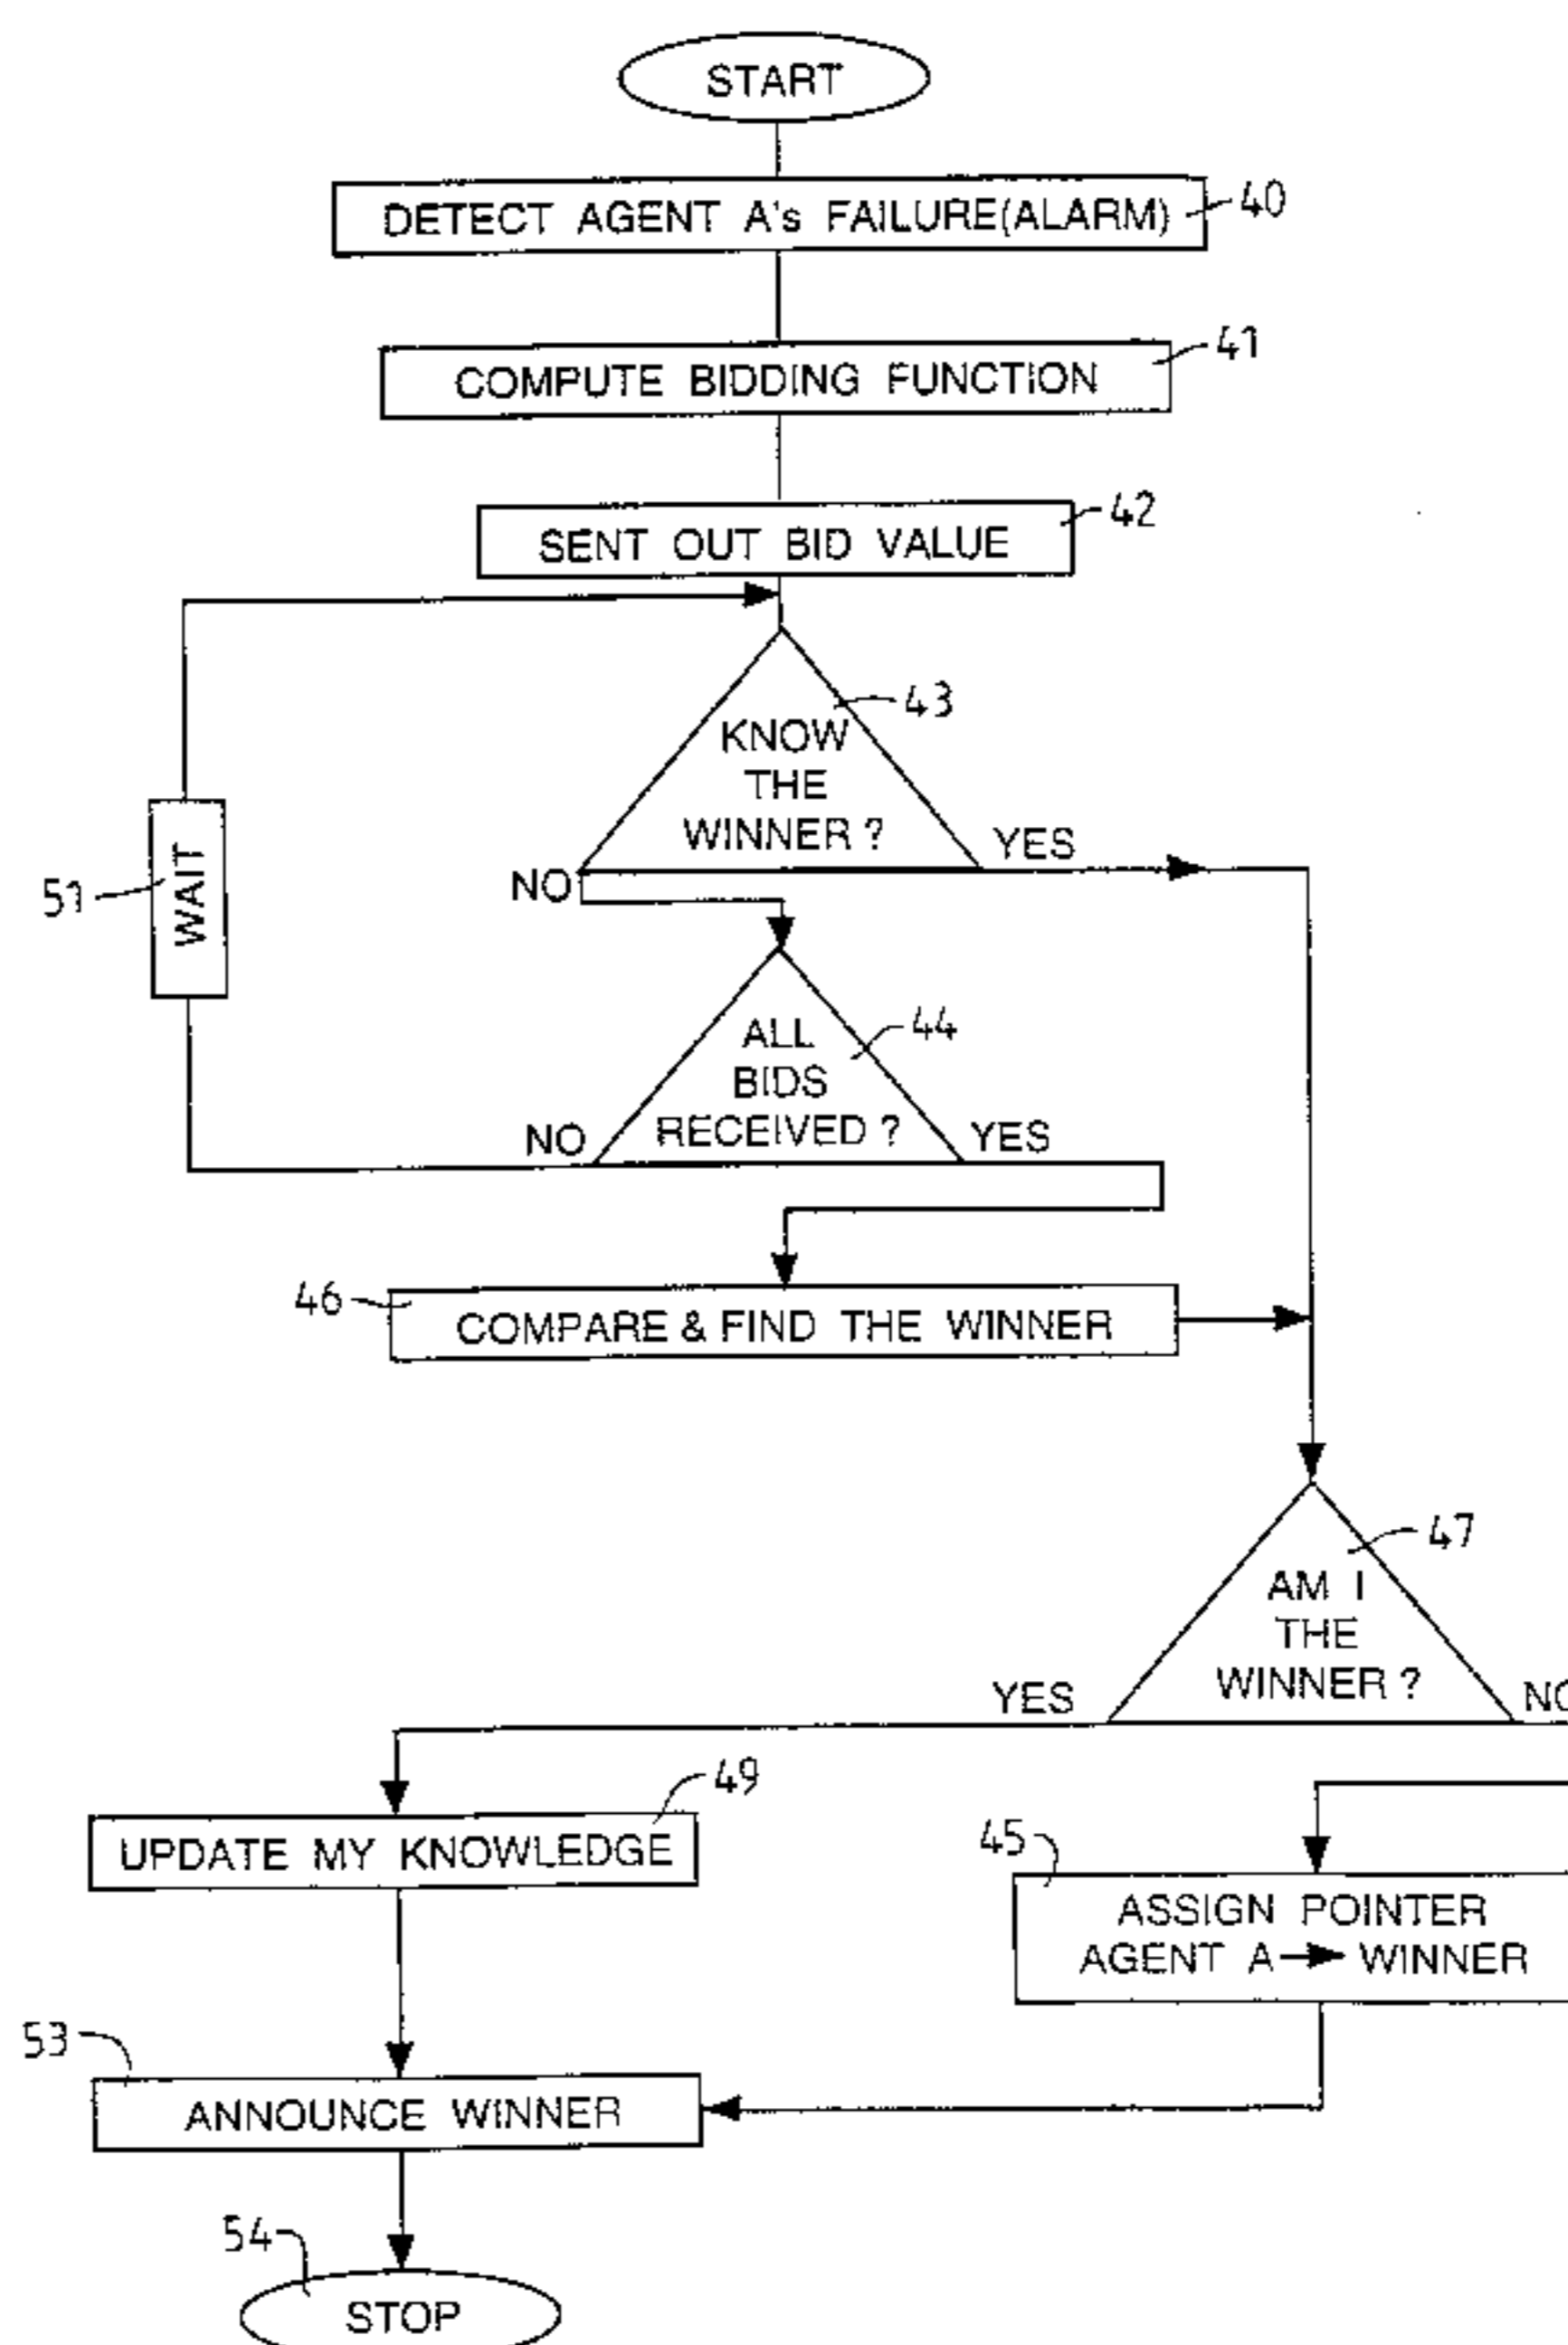 START
DETECT AGENT A's FAILURE(ALARM)
40
COMPUTE BIDDING FUNCTION
41
SENT OUT BID VALUE
42
43
KNOW
THE
WINNER ?
NO
YES
51
WAIT
44
ALL
BIDS
RECEIVED ?
NO
YES
46
COMPARE & FIND THE WINNER
47
AM I
THE
WINNER ?
YES
NO
49
UPDATE MY KNOWLEDGE
45
ASSIGN POINTER
AGENT A → WINNER
53
ANNOUNCE WINNER
54
STOP